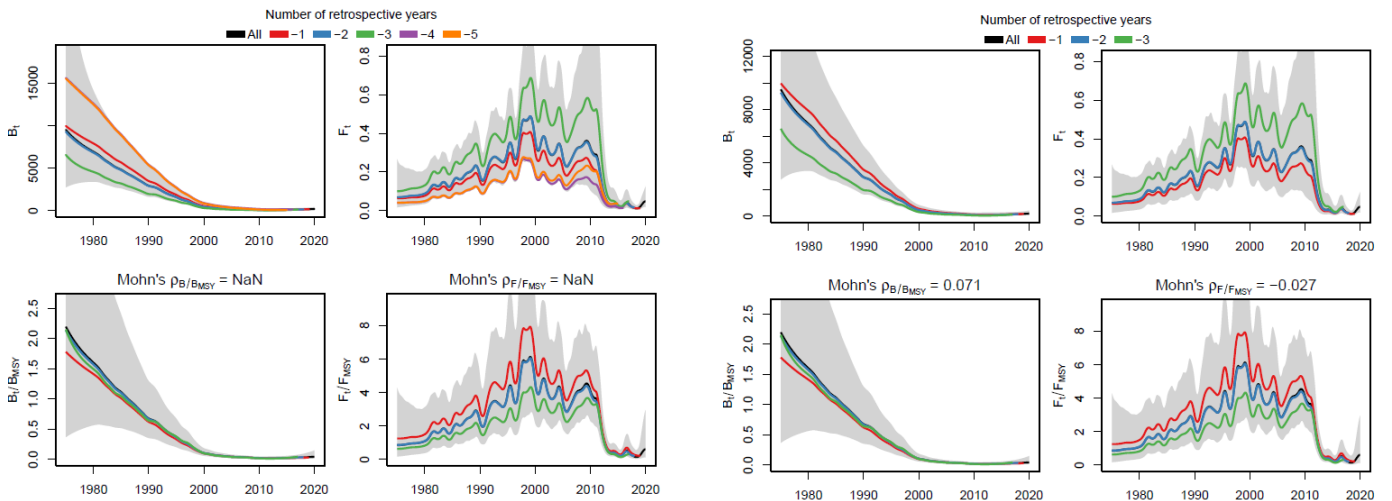 Number of retrospective years
All −1 −2 −3 −4 −5
Bt
15000
5000
0
1980 1990 2000 2010 2020
Ft
0.8
0.6
0.4
0.2
0.0
1980 1990 2000 2010 2020
Mohn's ρB/BMSY = NaN
Bt/BMSY
2.5
2.0
1.5
1.0
0.5
0.0
1980 1990 2000 2010 2020
Mohn's ρF/FMSY = NaN
Ft/FMSY
8
6
4
2
0
1980 1990 2000 2010 2020
Number of retrospective years
All −1 −2 −3
Bt
12000
8000
4000
0
1980 1990 2000 2010 2020
Ft
0.8
0.6
0.4
0.2
0.0
1980 1990 2000 2010 2020
Mohn's ρB/BMSY = 0.071
Bt/BMSY
2.5
2.0
1.5
1.0
0.5
0.0
1980 1990 2000 2010 2020
Mohn's ρF/FMSY = −0.027
Ft/FMSY
8
6
4
2
0
1980 1990 2000 2010 2020